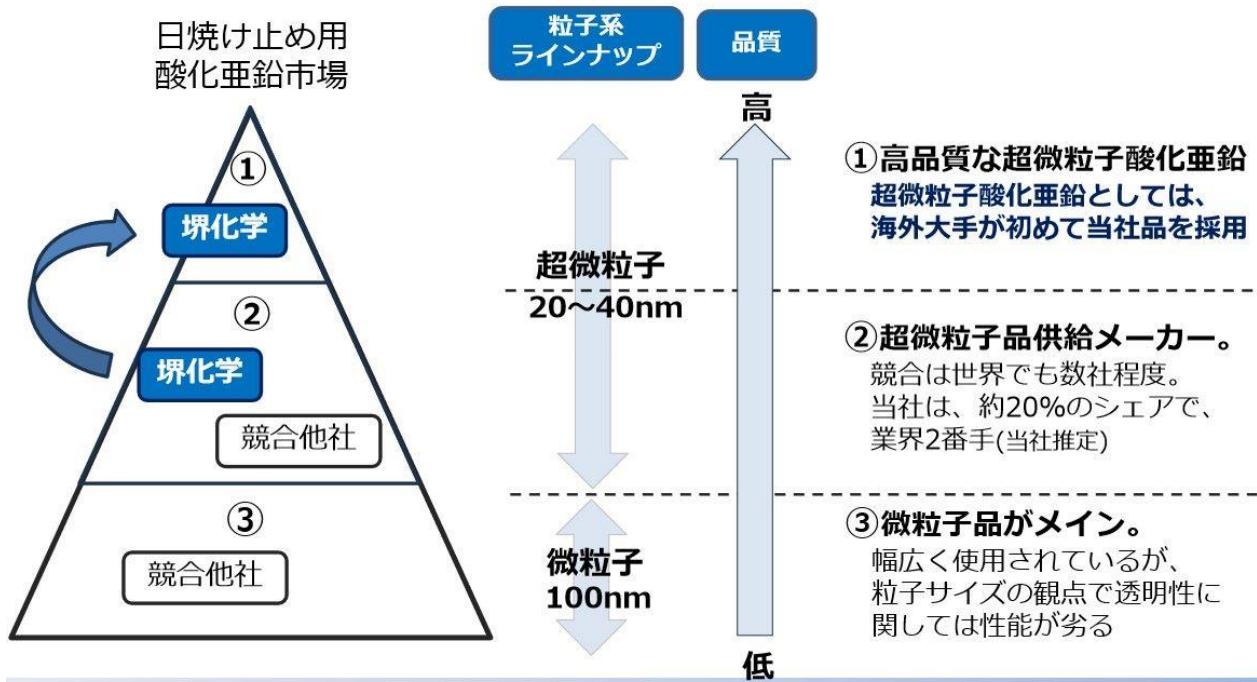 日焼け止め用
酸化亜鉛市場
粒子系
ラインナップ
品質
高
①
堺化学
②
堺化学
競合他社
③
競合他社
超微粒子
20～40nm
微粒子
100nm
低
①高品質な超微粒子酸化亜鉛
超微粒子酸化亜鉛としては、
海外大手が初めて当社品を採用
②超微粒子品供給メーカー。
競合は世界でも数社程度。
当社は、約20%のシェアで、
業界2番手(当社推定)
③微粒子品がメイン。
幅広く使用されているが、
粒子サイズの観点で透明性に
関しては性能が劣る